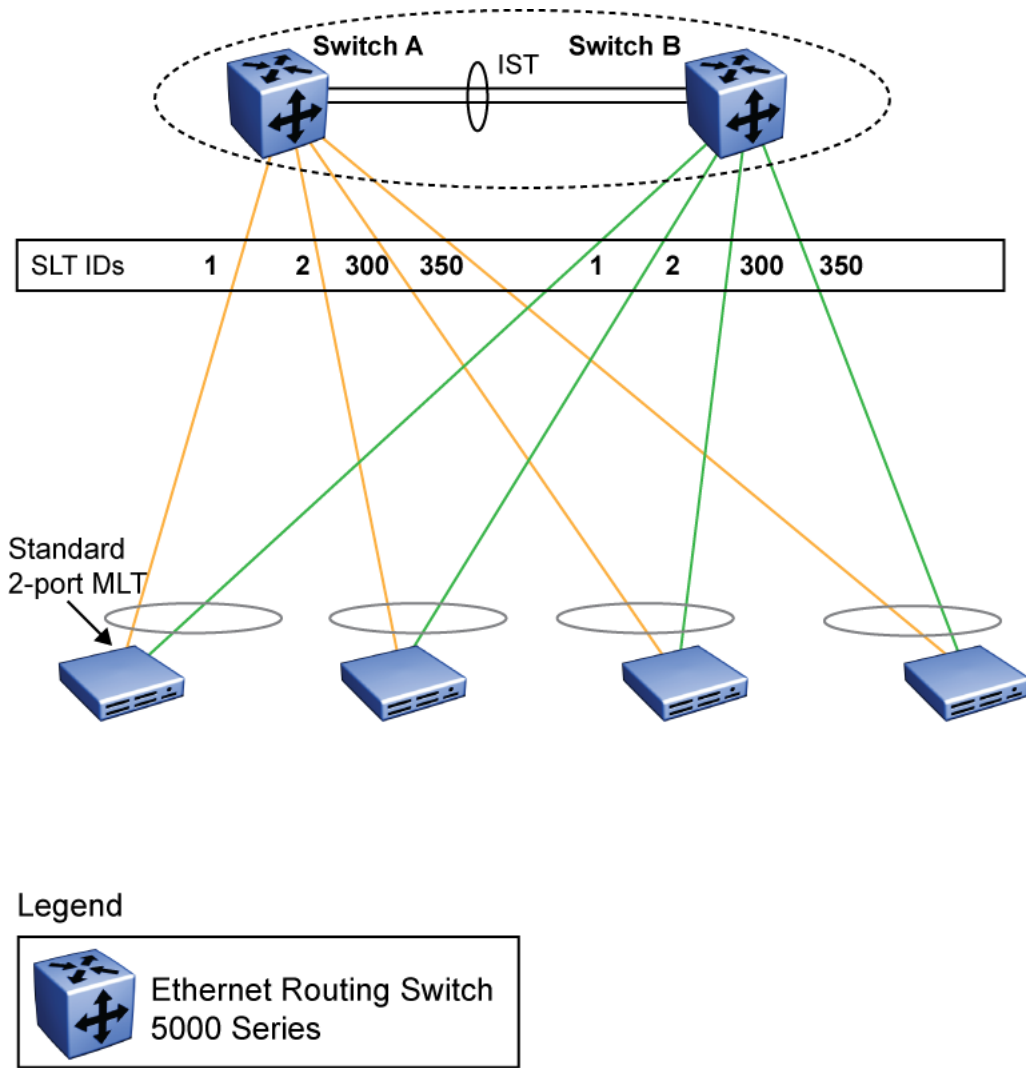 Switch A
Switch B
IST
SLT IDs 1 2 300 350 1 2 300 350
Standard
2-port MLT
Legend
Ethernet Routing Switch
5000 Series